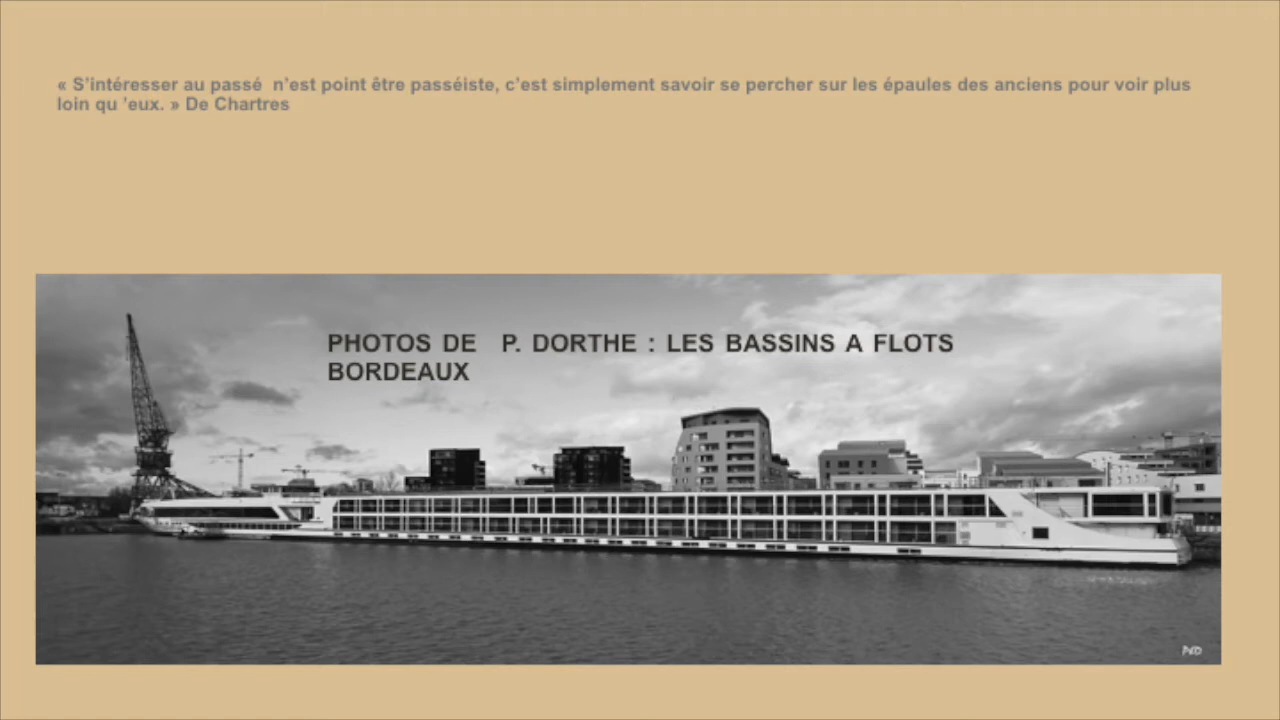 « S’intéresser au passé  n’est point être passéiste, c’est simplement savoir se percher sur les épaules des anciens pour voir plus
loin qu ’eux. » De Chartres
PHOTOS DE  P. DORTHE : LES BASSINS A FLOTS
BORDEAUX